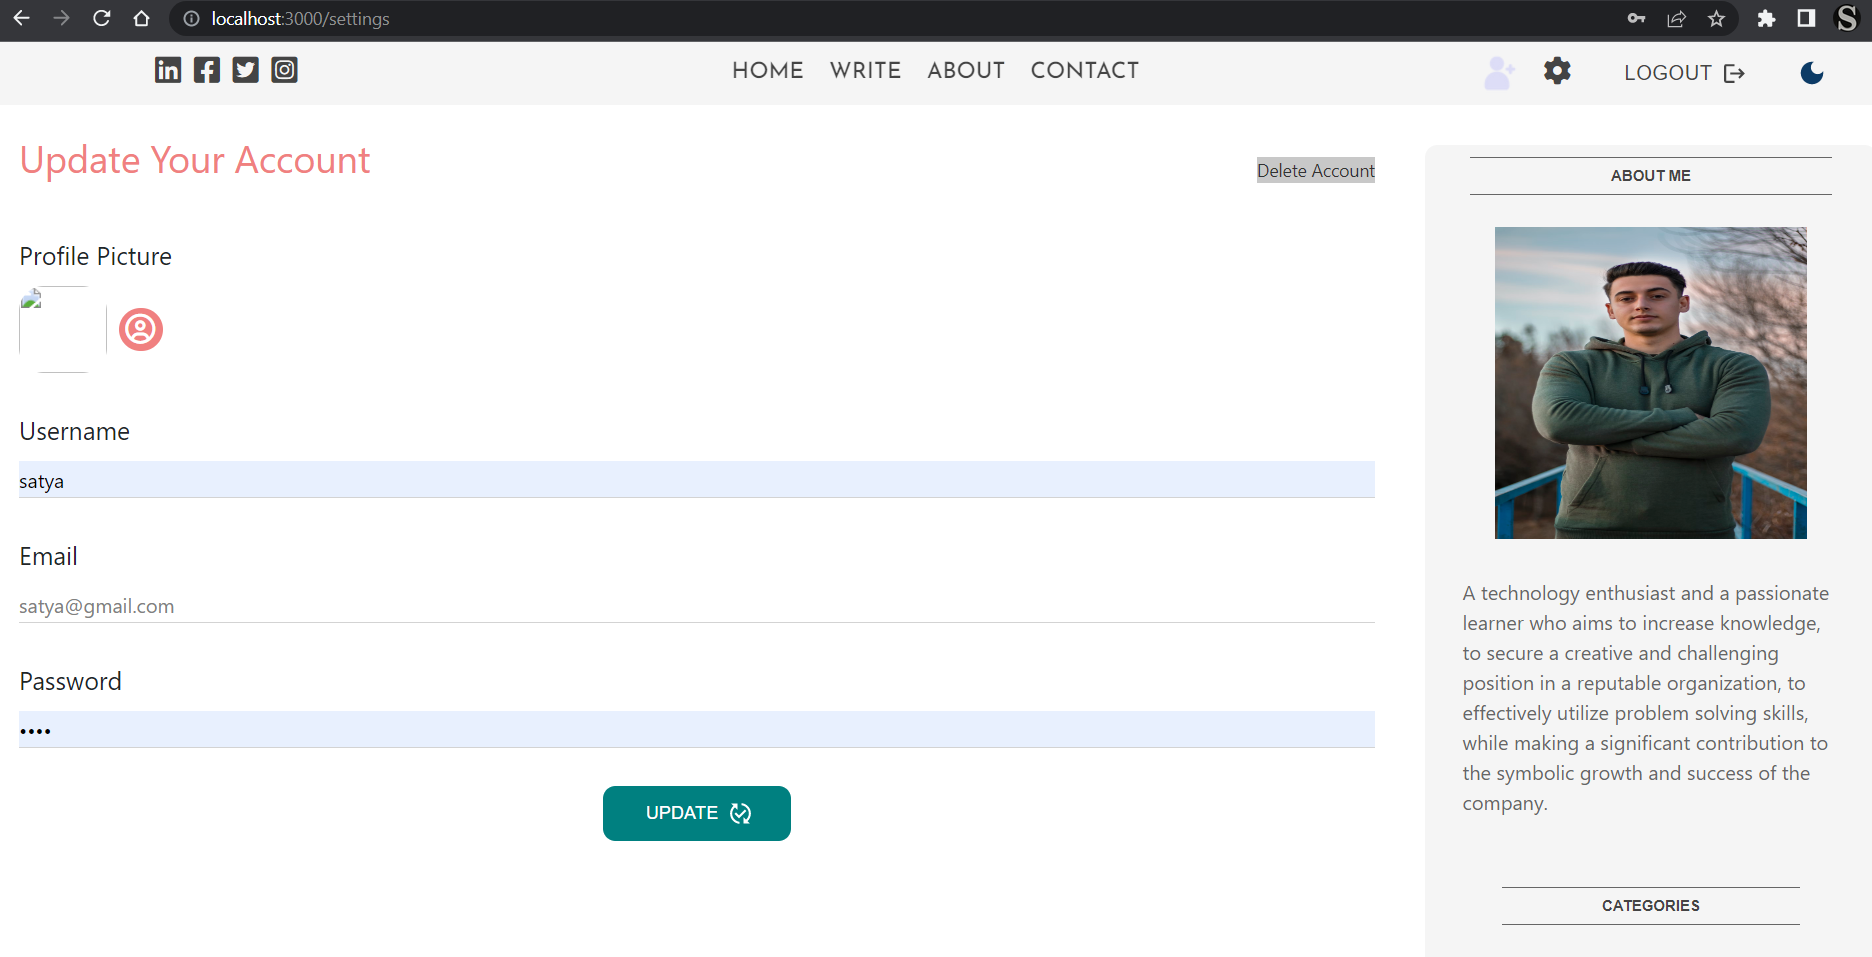 localhost:3000/settings
HOME WRITE ABOUT CONTACT
LOGOUT
Update Your Account
Delete Account
Profile Picture
Username
satya
Email
satya@gmail.com
Password
••••
UPDATE
ABOUT ME
A technology enthusiast and a passionate
learner who aims to increase knowledge,
to secure a creative and challenging
position in a reputable organization, to
effectively utilize problem solving skills,
while making a significant contribution to
the symbolic growth and success of the
company.
CATEGORIES